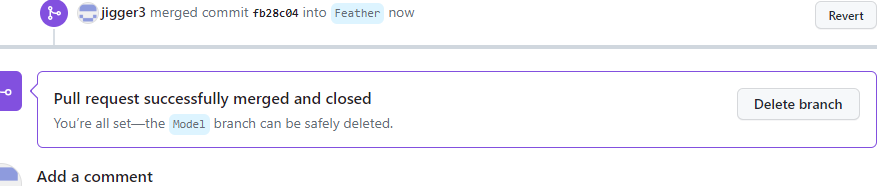 jigger3 merged commit fb28c04 into Feather now
Revert
Pull request successfully merged and closed
Delete branch
You're all set—the Model branch can be safely deleted.
Add a comment